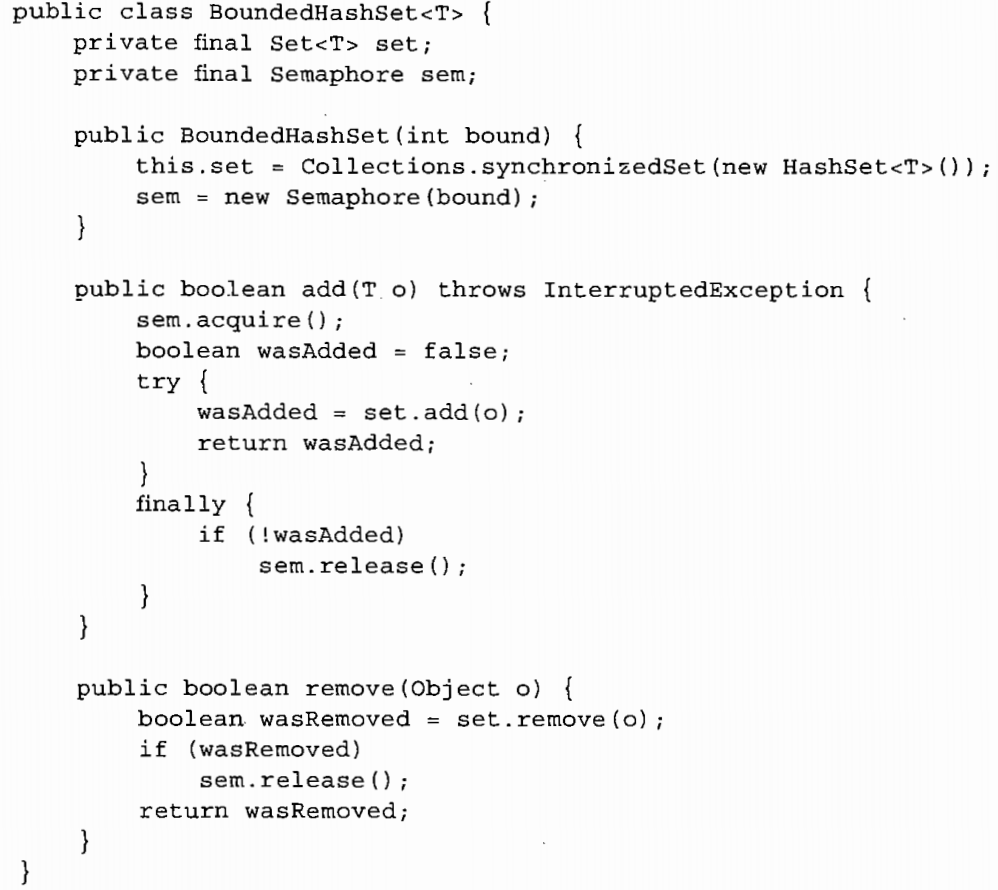 public class BoundedHashSet<T> {
    private final Set<T> set;
    private final Semaphore sem;

    public BoundedHashSet(int bound) {
        this.set = Collections.synchronizedSet(new HashSet<T>());
        sem = new Semaphore(bound);
    }

    public boolean add(T o) throws InterruptedException {
        sem.acquire();
        boolean wasAdded = false;
        try {
            wasAdded = set.add(o);
            return wasAdded;
        }
        finally {
            if (!wasAdded)
                sem.release();
        }
    }

    public boolean remove(Object o) {
        boolean wasRemoved = set.remove(o);
        if (wasRemoved)
            sem.release();
        return wasRemoved;
    }
}